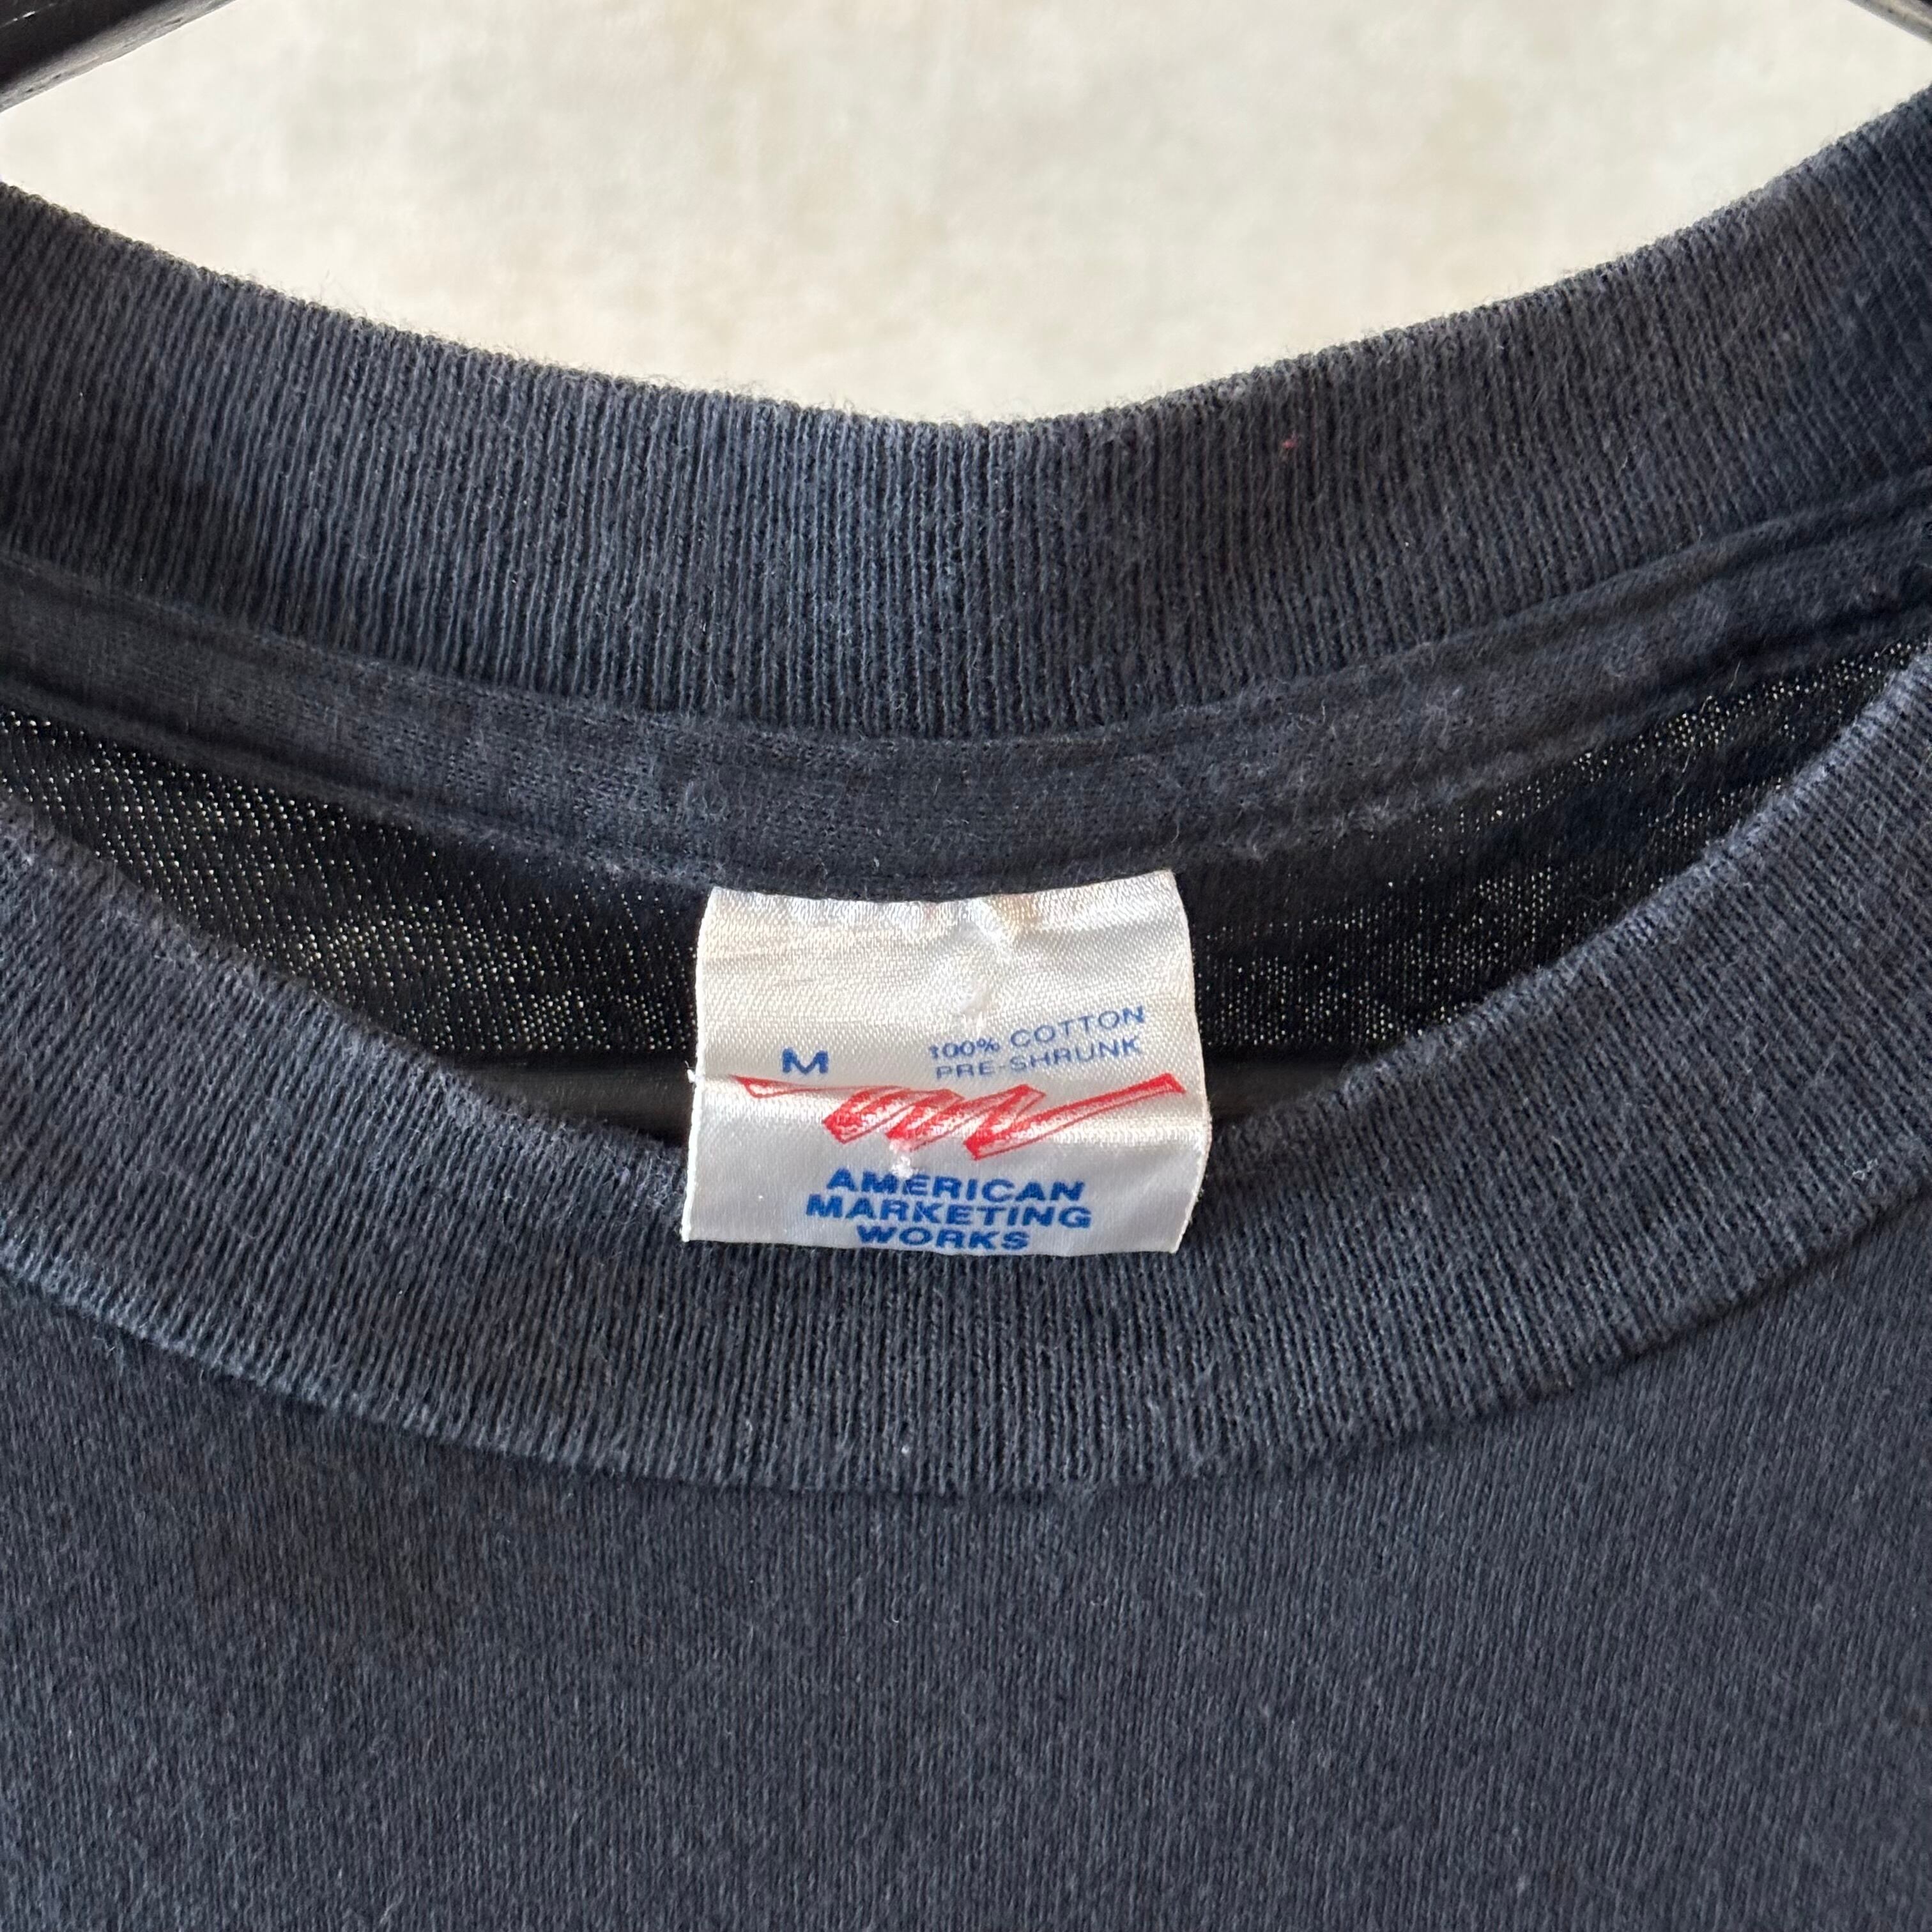 M
100% COTTON
PRE-SHRUNK
AMERICAN
MARKETING
WORKS